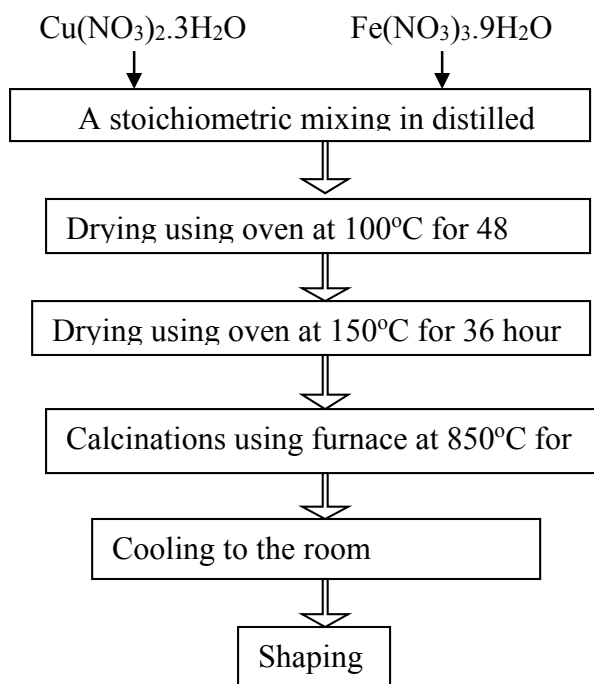 Cu(NO₃)₂.3H₂O Fe(NO₃)₃.9H₂O
A stoichiometric mixing in distilled
Drying using oven at 100ºC for 48
Drying using oven at 150ºC for 36 hour
Calcinations using furnace at 850ºC for
Cooling to the room
Shaping